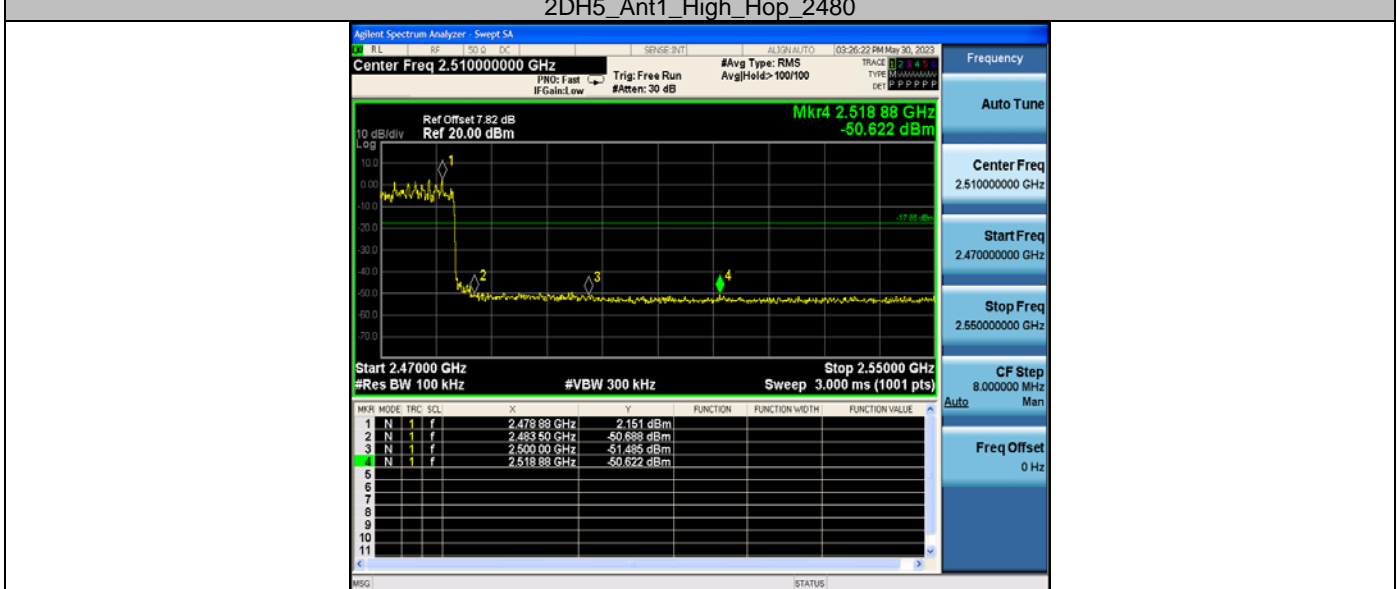 2DH5_Ant1_High_Hop_2480
Agilent Spectrum Analyzer - Swept SA
RL RF 50 Ω DC SENSE:INT ALIGN AUTO 03:26:22 PM May 30, 2023
Center Freq 2.510000000 GHz
PNO: Fast
IFGain:Low
Trig: Free Run
#Atten: 30 dB
#Avg Type: RMS
Avg|Hold:>100/100
TRACE 1 2 3 4 5 6
TYPE M
DET P P P P P P
Mkr4 2.518 88 GHz
-50.622 dBm
Ref Offset 7.82 dB
10 dB/div Ref 20.00 dBm
Log
10.0
0.00
-10.0
-20.0
-30.0
-40.0
-50.0
-60.0
-70.0
1
2
3
4
-17.85 dBm
Start 2.47000 GHz Stop 2.55000 GHz
#Res BW 100 kHz #VBW 300 kHz Sweep 3.000 ms (1001 pts)
MKR MODE TRC SCL X Y FUNCTION FUNCTION WIDTH FUNCTION VALUE
1 N 1 f 2.478 88 GHz 2.151 dBm
2 N 1 f 2.483 50 GHz -50.688 dBm
3 N 1 f 2.500 00 GHz -51.485 dBm
4 N 1 f 2.518 88 GHz -50.622 dBm
5
6
7
8
9
10
11
MSG STATUS
Frequency
Auto Tune
Center Freq
2.510000000 GHz
Start Freq
2.470000000 GHz
Stop Freq
2.550000000 GHz
CF Step
8.000000 MHz
Auto Man
Freq Offset
0 Hz